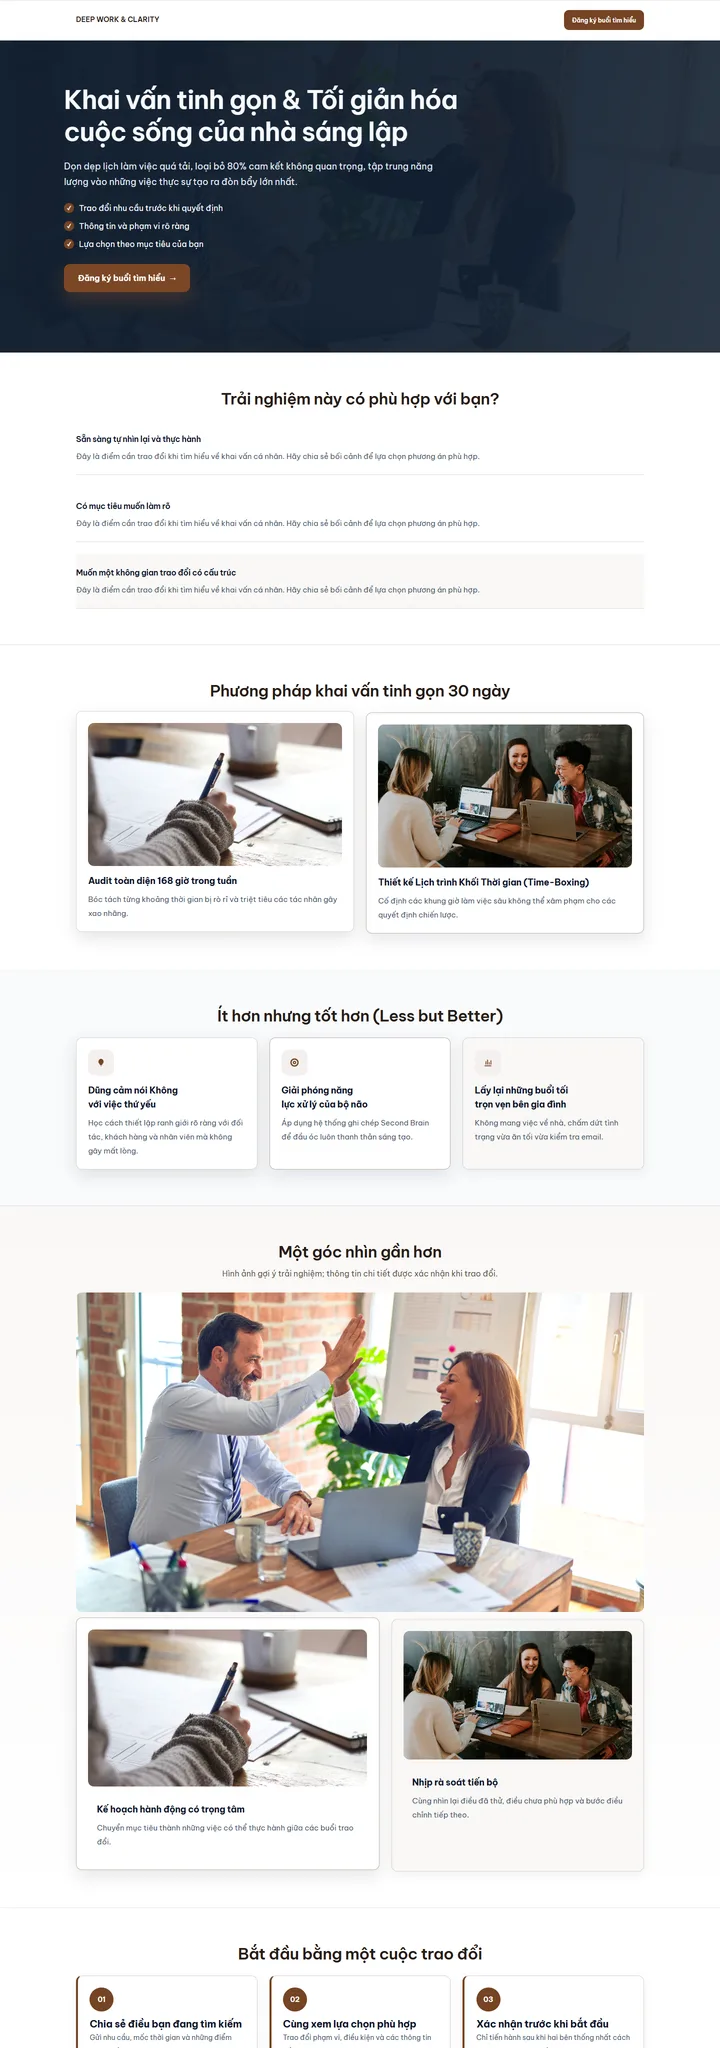 DEEP WORK & CLARITY
Đăng ký buổi tìm hiểu
Khai vấn tinh gọn & Tối giản hóa
cuộc sống của nhà sáng lập
Dọn dẹp lịch làm việc quá tải, loại bỏ 80% cam kết không quan trọng, tập trung năng
lượng vào những việc thực sự tạo ra đòn bẩy lớn nhất.
Trao đổi nhu cầu trước khi quyết định
Thông tin và phạm vi rõ ràng
Lựa chọn theo mục tiêu của bạn
Đăng ký buổi tìm hiểu →
Trải nghiệm này có phù hợp với bạn?
Sẵn sàng tự nhìn lại và thực hành
Đây là điểm cần trao đổi khi tìm hiểu về khai vấn cá nhân. Hãy chia sẻ bối cảnh để lựa chọn phương án phù hợp.
Có mục tiêu muốn làm rõ
Đây là điểm cần trao đổi khi tìm hiểu về khai vấn cá nhân. Hãy chia sẻ bối cảnh để lựa chọn phương án phù hợp.
Muốn một không gian trao đổi có cấu trúc
Đây là điểm cần trao đổi khi tìm hiểu về khai vấn cá nhân. Hãy chia sẻ bối cảnh để lựa chọn phương án phù hợp.
Phương pháp khai vấn tinh gọn 30 ngày
Audit toàn diện 168 giờ trong tuần
Bóc tách từng khoảng thời gian bị rò rỉ và triệt tiêu các tác nhân gây
xao nhãng.
Thiết kế Lịch trình Khối Thời gian (Time-Boxing)
Cố định các khung giờ làm việc sâu không thể xâm phạm cho các
quyết định chiến lược.
Ít hơn nhưng tốt hơn (Less but Better)
Dũng cảm nói Không
với việc thứ yếu
Học cách thiết lập ranh giới rõ ràng với đối
tác, khách hàng và nhân viên mà không
gây mất lòng.
Giải phóng năng
lực xử lý của bộ não
Áp dụng hệ thống ghi chép Second Brain
để đầu óc luôn thanh thản sáng tạo.
Lấy lại những buổi tối
trọn vẹn bên gia đình
Không mang việc về nhà, chấm dứt tình
trạng vừa ăn tối vừa kiểm tra email.
Một góc nhìn gần hơn
Hình ảnh gợi ý trải nghiệm; thông tin chi tiết được xác nhận khi trao đổi.
Kế hoạch hành động có trọng tâm
Chuyển mục tiêu thành những việc có thể thực hành giữa các buổi trao
đổi.
Nhịp rà soát tiến bộ
Cùng nhìn lại điều đã thử, điều chưa phù hợp và bước điều
chỉnh tiếp theo.
Bắt đầu bằng một cuộc trao đổi
01
Chia sẻ điều bạn đang tìm kiếm
Gửi nhu cầu, mốc thời gian và những điểm
02
Cùng xem lựa chọn phù hợp
Trao đổi phạm vi, điều kiện và các thông tin
03
Xác nhận trước khi bắt đầu
Chỉ tiến hành sau khi hai bên thống nhất cách